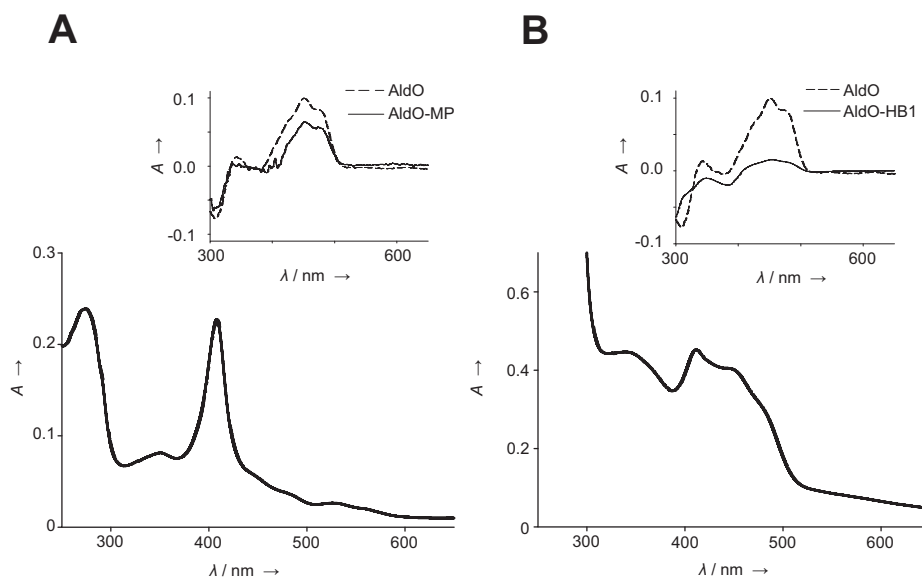 A
B
0.1
0.0
-0.1
A →
AldO
AldO-MP
300
600
λ / nm →
0.1
0.0
-0.1
A →
AldO
AldO-HB1
300
600
λ / nm →
0.3
0.2
0.1
0
A →
300
400
500
600
λ / nm →
0.6
0.4
0.2
0
A →
300
400
500
600
λ / nm →